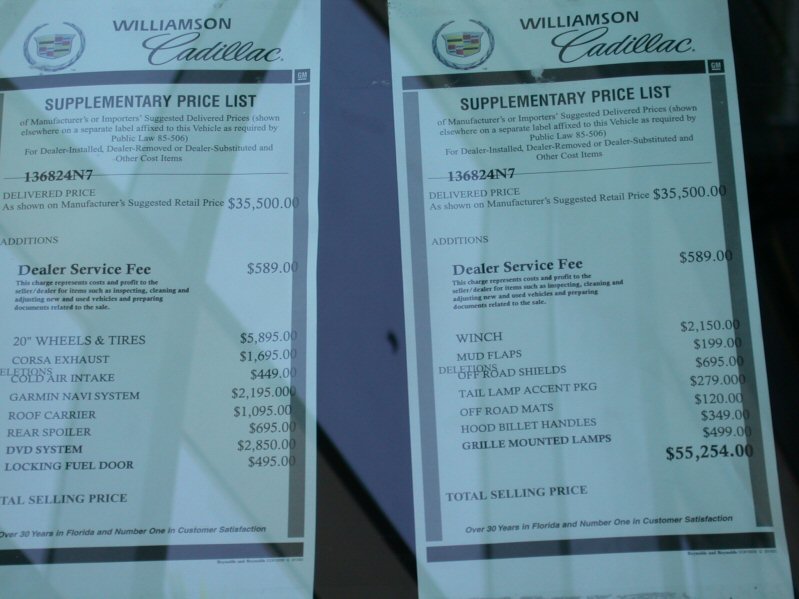 WILLIAMSON
Cadillac.
GM
SUPPLEMENTARY PRICE LIST
of Manufacturer's or Importers' Suggested Delivered Prices (shown
elsewhere on a separate label affixed to this Vehicle as required by
Public Law 85-506)
For Dealer-Installed, Dealer-Removed or Dealer-Substituted and
Other Cost Items
136824N7
DELIVERED PRICE
As shown on Manufacturer's Suggested Retail Price $35,500.00
ADDITIONS
Dealer Service Fee $589.00
This charge represents costs and profit to the
seller/dealer for items such as inspecting, cleaning and
adjusting new and used vehicles and preparing
documents related to the sale.
20" WHEELS & TIRES $5,895.00
CORSA EXHAUST $1,695.00
ELETIONS
COLD AIR INTAKE $449.00
GARMIN NAVI SYSTEM $2,195.000
ROOF CARRIER $1,095.00
REAR SPOILER $695.00
DVD SYSTEM $2,850.00
LOCKING FUEL DOOR $495.00
TAL SELLING PRICE
Over 30 Years in Florida and Number One in Customer Satisfaction
WILLIAMSON
Cadillac.
GM
SUPPLEMENTARY PRICE LIST
of Manufacturer's or Importers' Suggested Delivered Prices (shown
elsewhere on a separate label affixed to this Vehicle as required by
Public Law 85-506)
For Dealer-Installed, Dealer-Removed or Dealer-Substituted and
Other Cost Items
136824N7
DELIVERED PRICE
As shown on Manufacturer's Suggested Retail Price $35,500.00
ADDITIONS
Dealer Service Fee $589.00
This charge represents costs and profit to the
seller/dealer for items such as inspecting, cleaning and
adjusting new and used vehicles and preparing
documents related to the sale.
WINCH $2,150.00
MUD FLAPS $199.00
DELETIONS
OFF ROAD SHIELDS $695.00
TAIL LAMP ACCENT PKG $279.000
OFF ROAD MATS $120.00
HOOD BILLET HANDLES $349.00
GRILLE MOUNTED LAMPS $499.00
$55,254.00
TOTAL SELLING PRICE
Over 30 Years in Florida and Number One in Customer Satisfaction